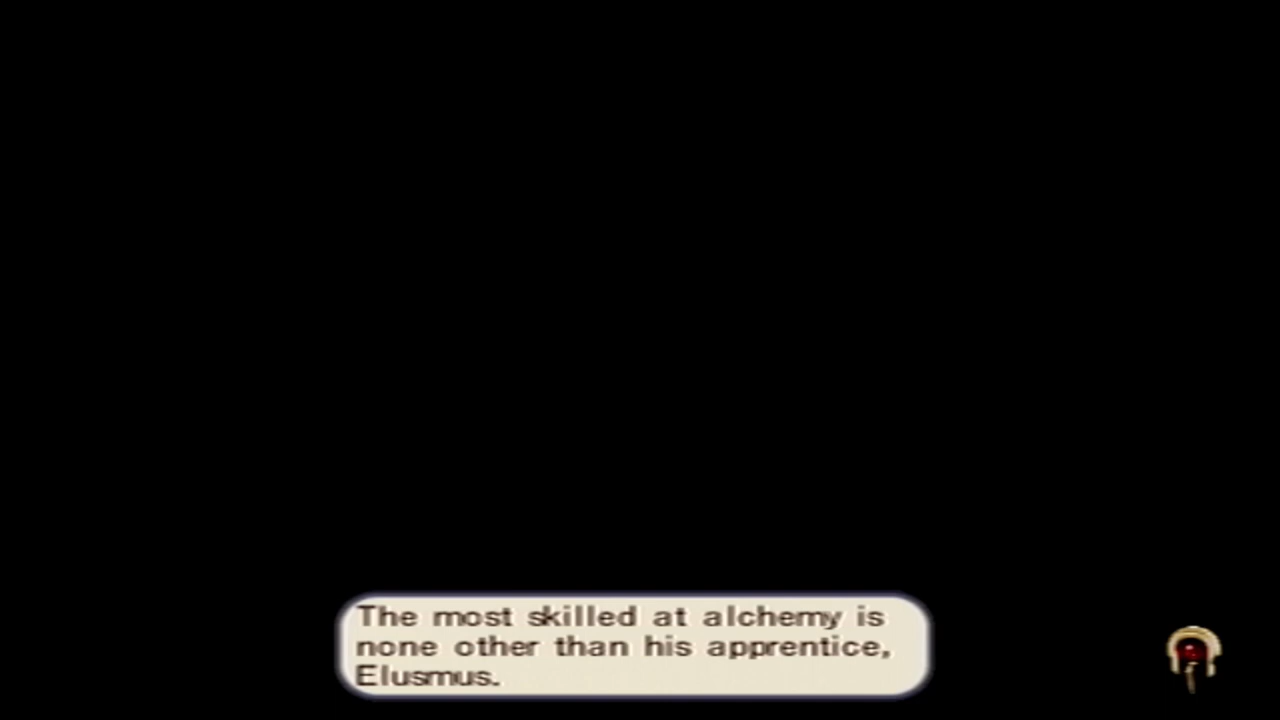 The most skilled at alchemy is
none other than his apprentice,
Elusmus.